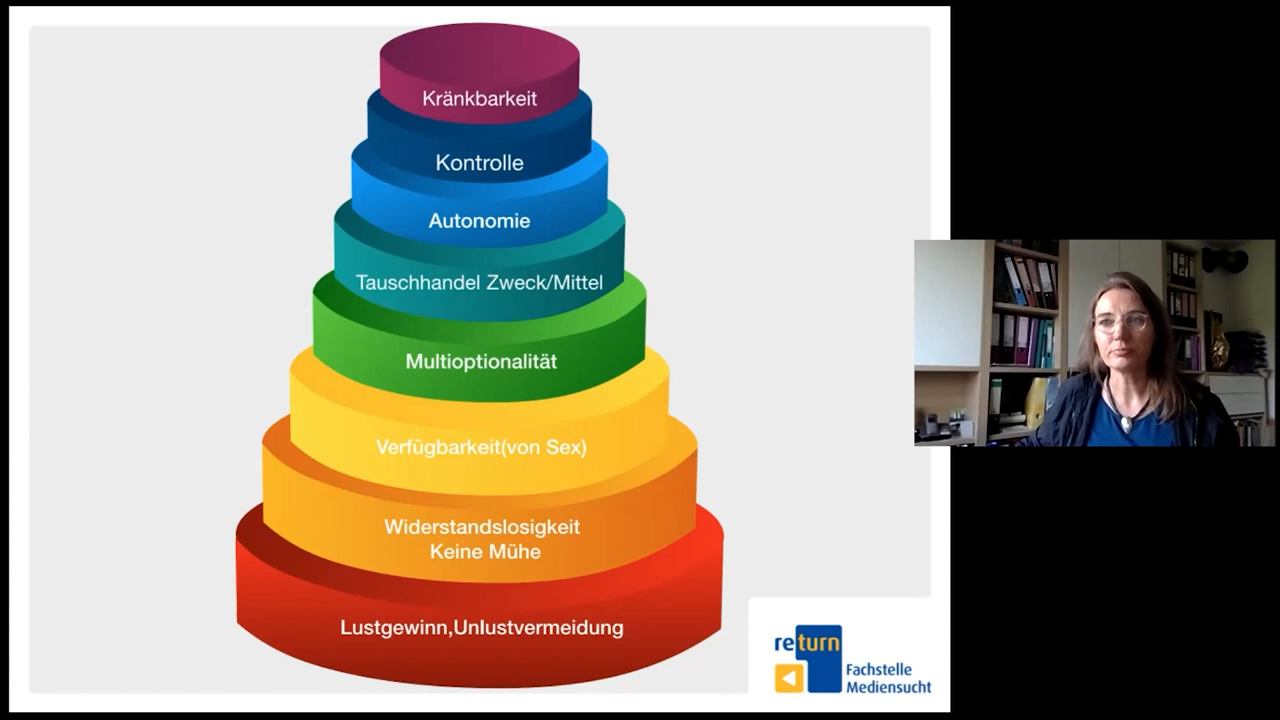 Kränkbarkeit
Kontrolle
Autonomie
Tauschhandel Zweck/Mittel
Multioptionalität
Verfügbarkeit(von Sex)
Widerstandslosigkeit
Keine Mühe
Lustgewinn,Unlustvermeidung
return
Fachstelle
Mediensucht